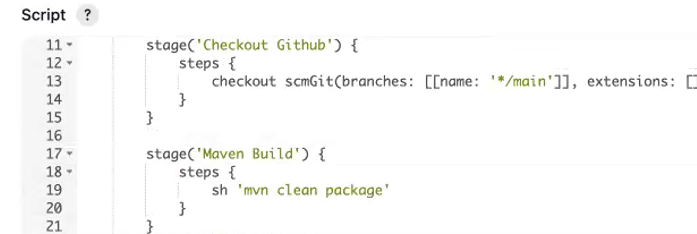 Script ?
11 stage('Checkout Github') {
12 steps {
13 checkout scmGit(branches: [[name: '*/main']], extensions: [
14 }
15 }
16
17 stage('Maven Build') {
18 steps {
19 sh 'mvn clean package'
20 }
21 }